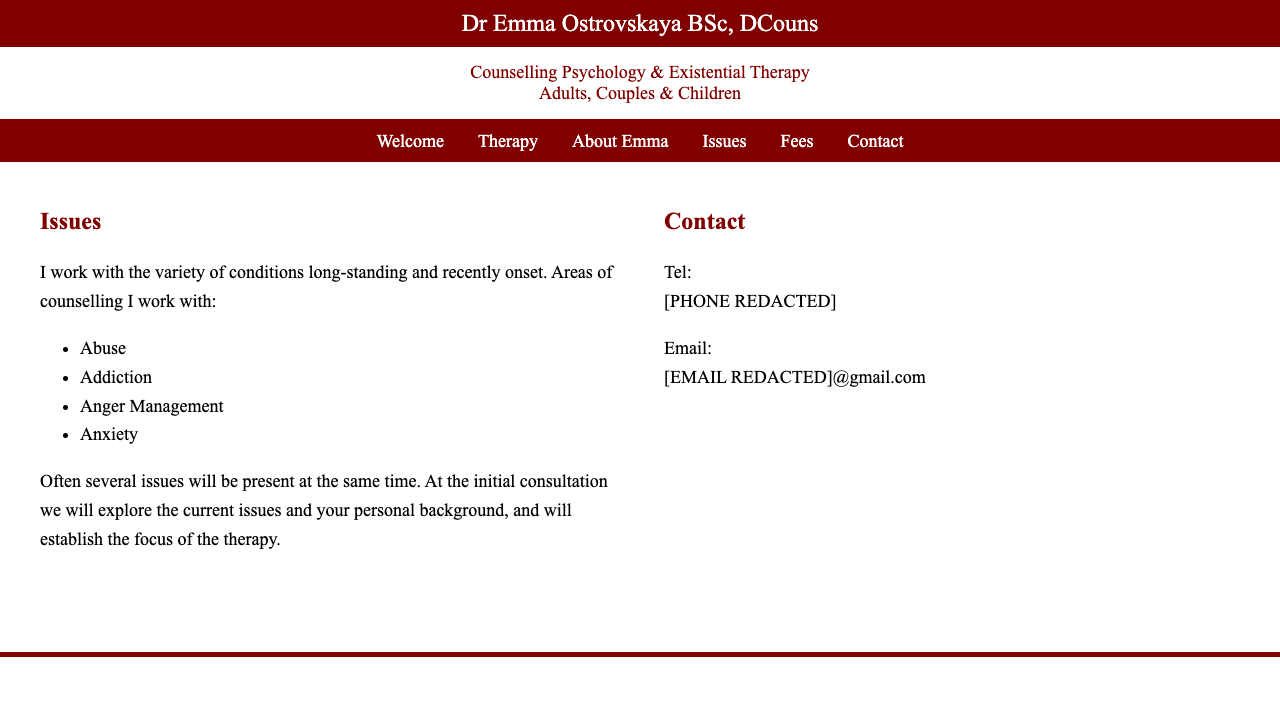 Dr Emma Ostrovskaya BSc, DCouns
Counselling Psychology & Existential Therapy
Adults, Couples & Children
Welcome Therapy About Emma Issues Fees Contact
Issues
I work with the variety of conditions long-standing and recently onset. Areas of
counselling I work with:
• Abuse
• Addiction
• Anger Management
• Anxiety
Often several issues will be present at the same time. At the initial consultation
we will explore the current issues and your personal background, and will
establish the focus of the therapy.
Contact
Tel:
[PHONE REDACTED]
Email:
[EMAIL REDACTED]@gmail.com